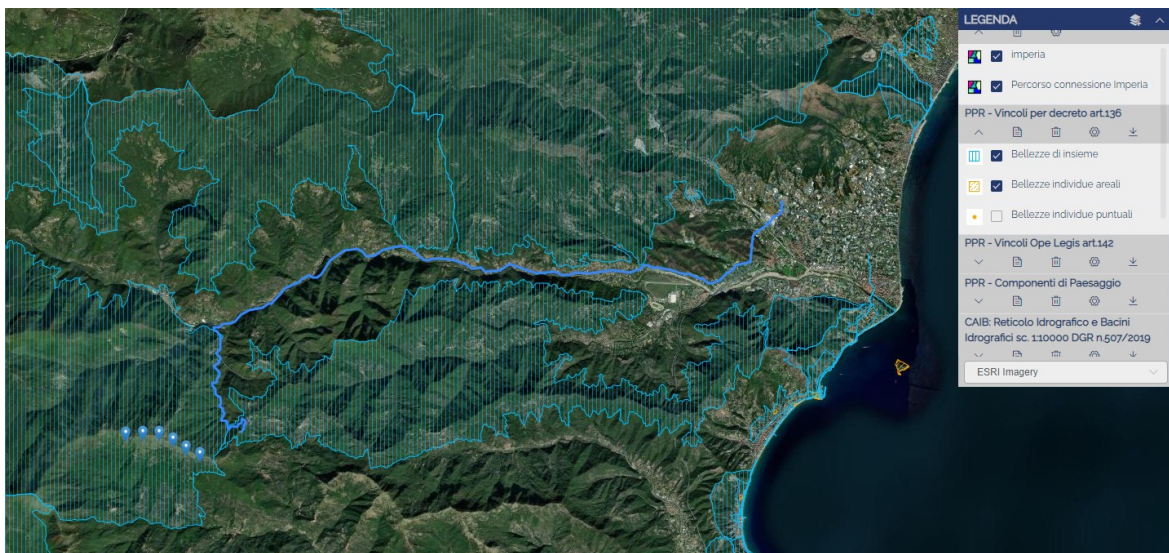 LEGENDA
imperia
Percorso connessione Imperia
PPR - Vincoli per decreto art.136
Bellezze di insieme
Bellezze individue areali
Bellezze individue puntuali
PPR - Vincoli Ope Legis art.142
PPR - Componenti di Paesaggio
CAIB: Reticolo Idrografico e Bacini
Idrografici sc. 1:10000 DGR n.507/2019
ESRI Imagery